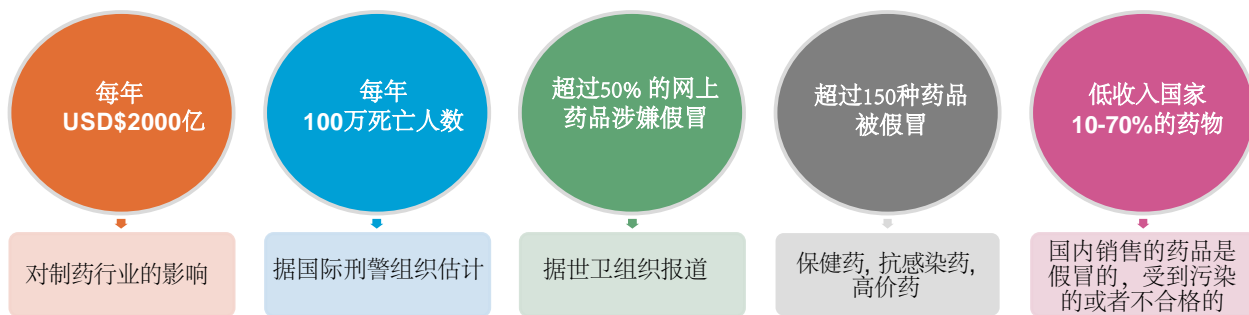 每年
USD$2000亿
对制药行业的影响
每年
100万死亡人数
据国际刑警组织估计
超过50% 的网上
药品涉嫌假冒
据世卫组织报道
超过150种药品
被假冒
保健药, 抗感染药,
高价药
低收入国家
10-70%的药物
国内销售的药品是
假冒的，受到污染
的或者不合格的